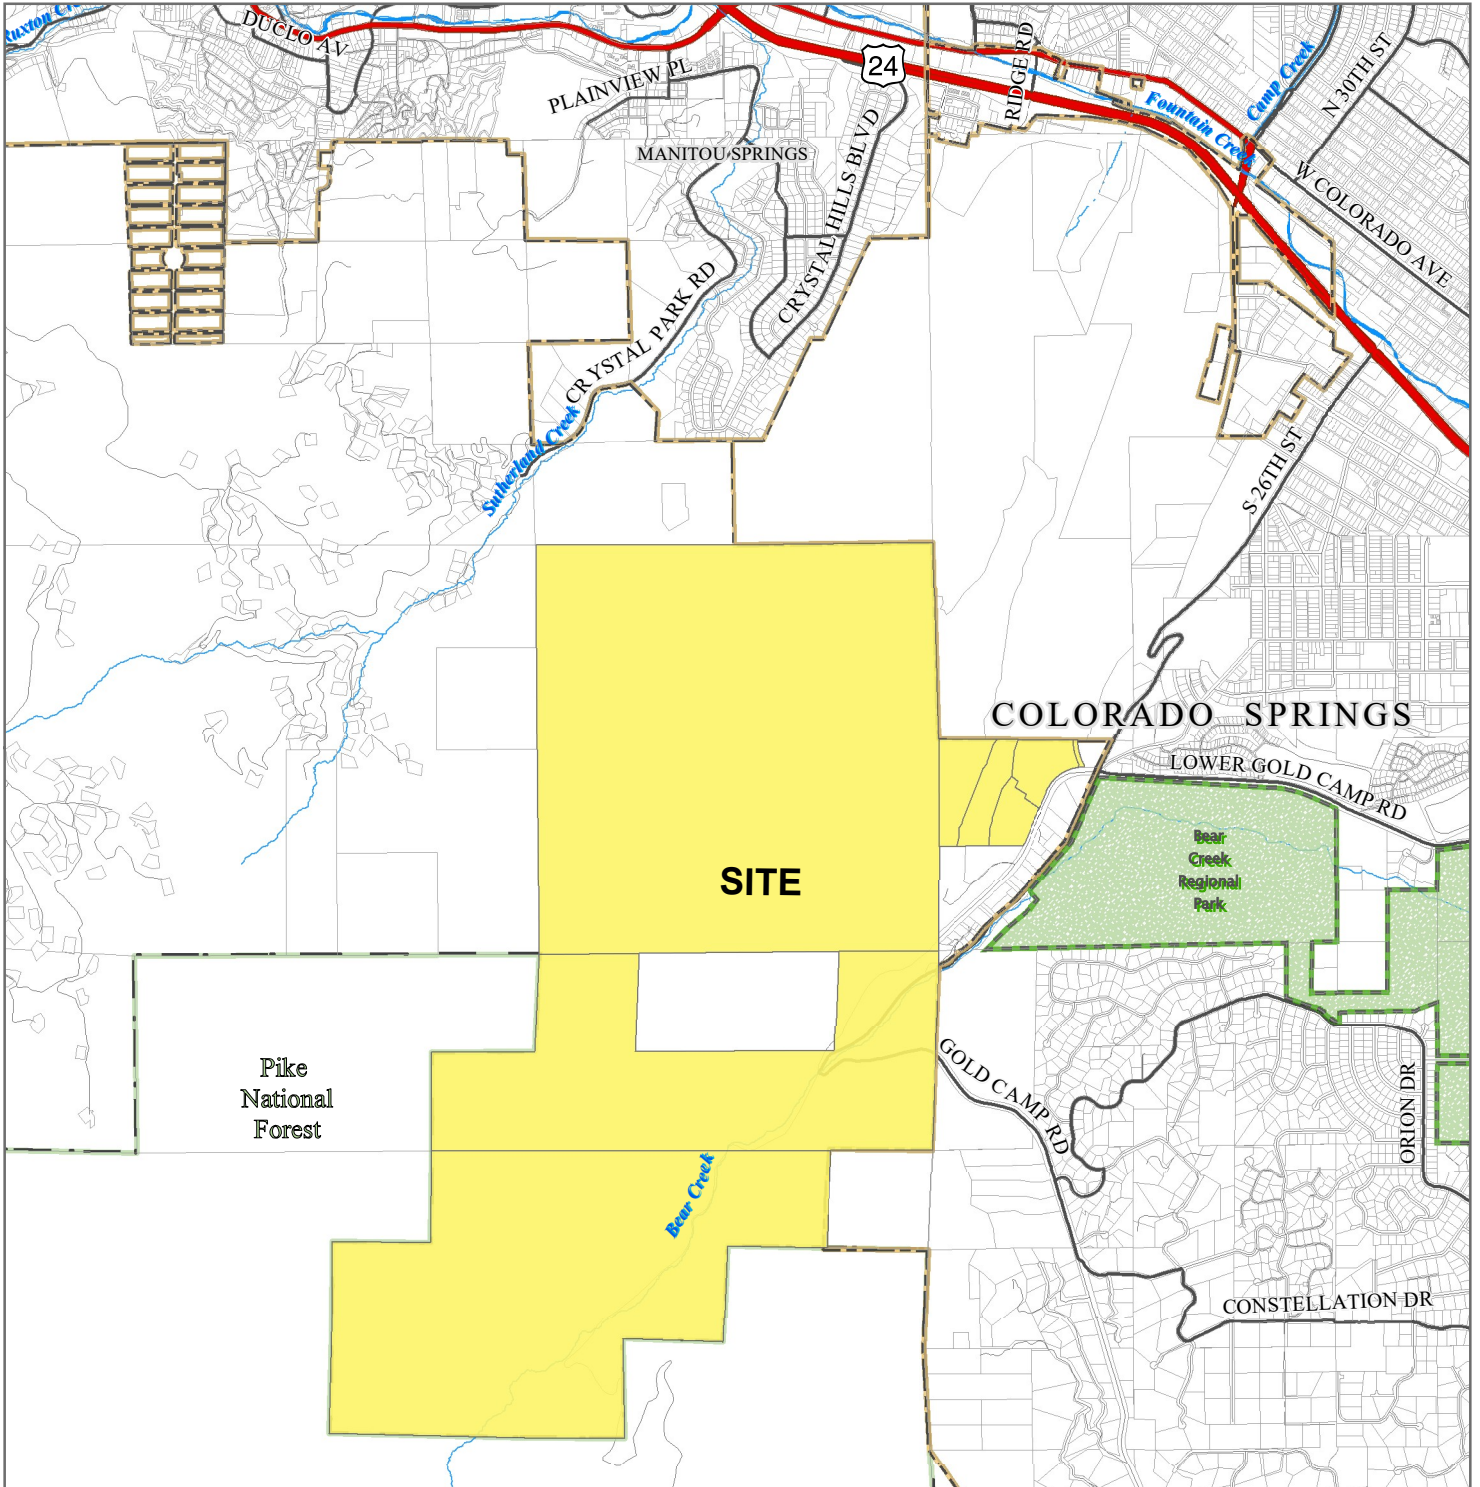 Ruxton Cr
DUCLO AV
PLAINVIEW PL
24
RIDGE RD
Camp Creek
N 30TH ST
Fountain Creek
MANITOU SPRINGS
CRYSTAL HILLS BLVD
W COLORADO AVE
CRYSTAL PARK RD
Sutherland Creek
S 26TH ST
COLORADO SPRINGS
LOWER GOLD CAMP RD
Bear
Creek
Regional
Park
SITE
Pike
National
Forest
GOLD CAMP RD
ORION DR
Bear Creek
CONSTELLATION DR